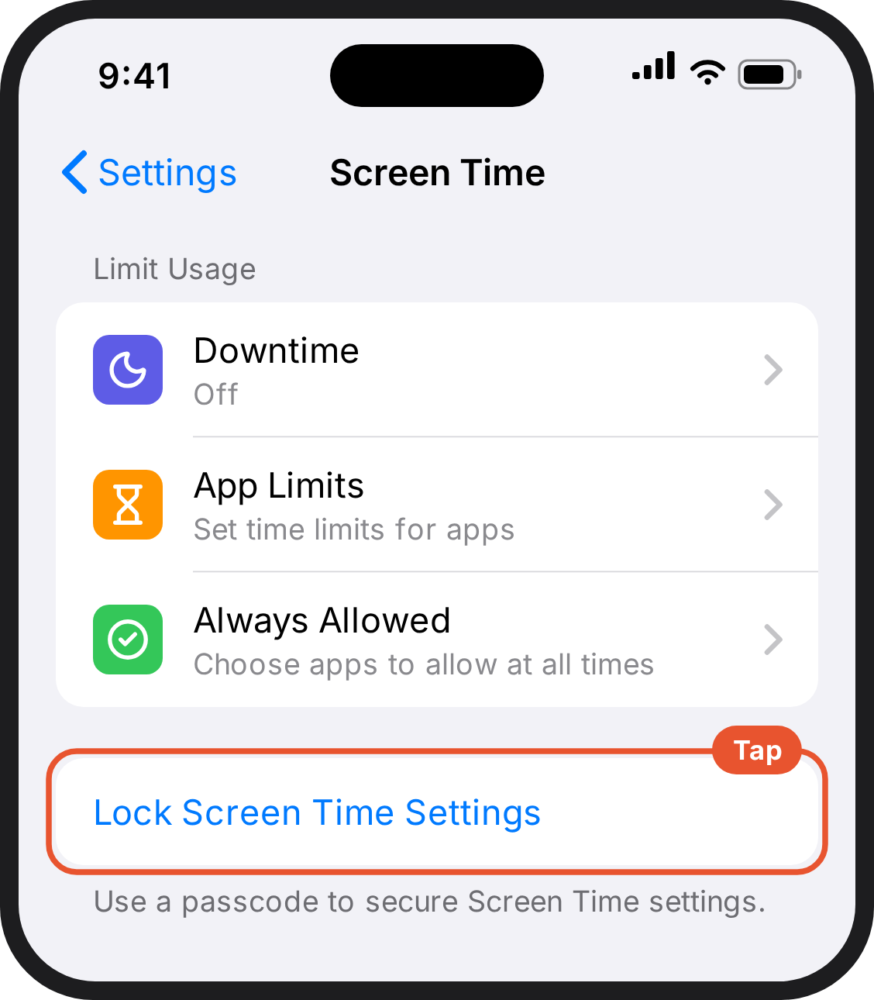 9:41
Settings
Screen Time
Limit Usage
Downtime
Off
App Limits
Set time limits for apps
Always Allowed
Choose apps to allow at all times
Tap
Lock Screen Time Settings
Use a passcode to secure Screen Time settings.